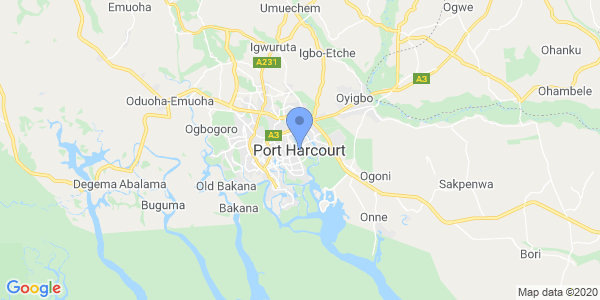 Emuoha
Umuechem
Ogwe
Igwuruta
Igbo-Etche
Ohanku
A231
A3
Ohambele
Oduoha-Emuoha
Oyigbo
Ogbogoro
A3
Port Harcourt
Ogoni
Degema Abalama
Old Bakana
Sakpenwa
Buguma
Bakana
Onne
Bori
Google
Map data ©2020